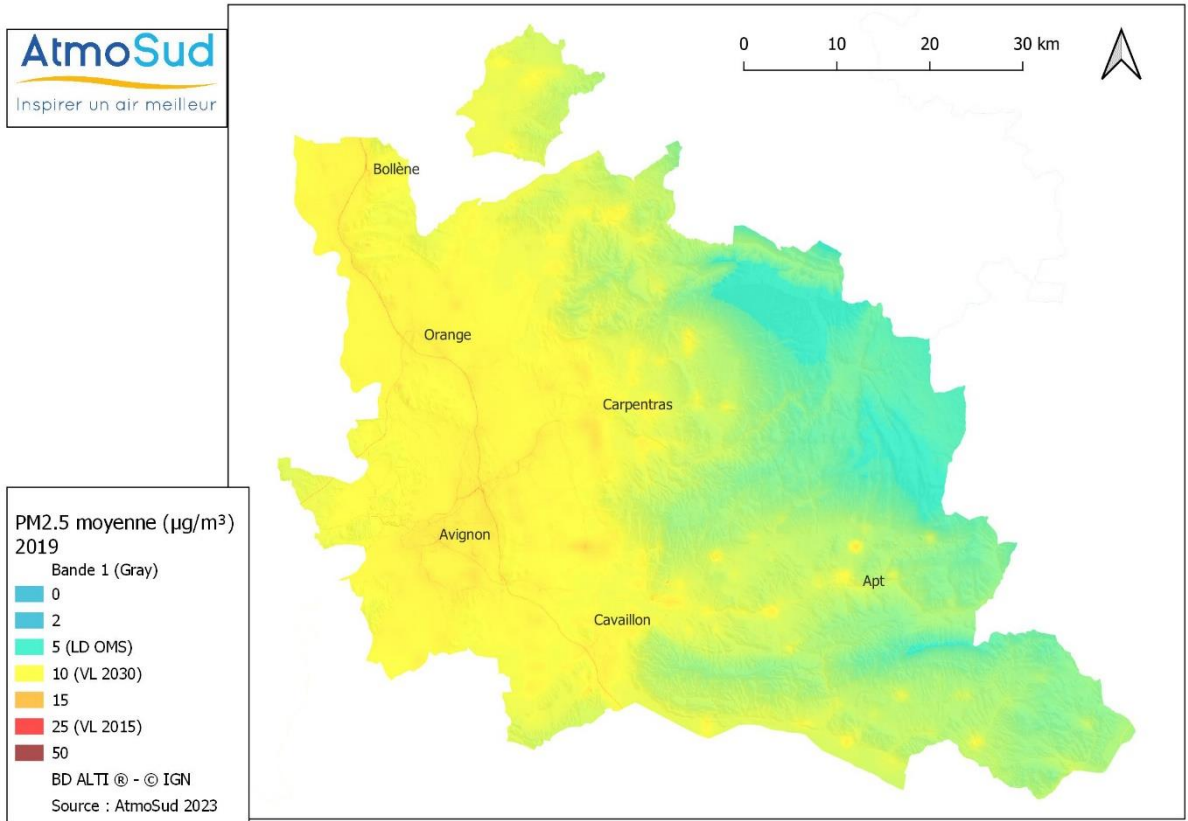 AtmoSud
Inspirer un air meilleur
0 10 20 30 km
Bollène
Orange
Carpentras
Avignon
Apt
Cavaillon
PM2.5 moyenne (µg/m³)
2019
Bande 1 (Gray)
0
2
5 (LD OMS)
10 (VL 2030)
15
25 (VL 2015)
50
BD ALTI ® - © IGN
Source : AtmoSud 2023